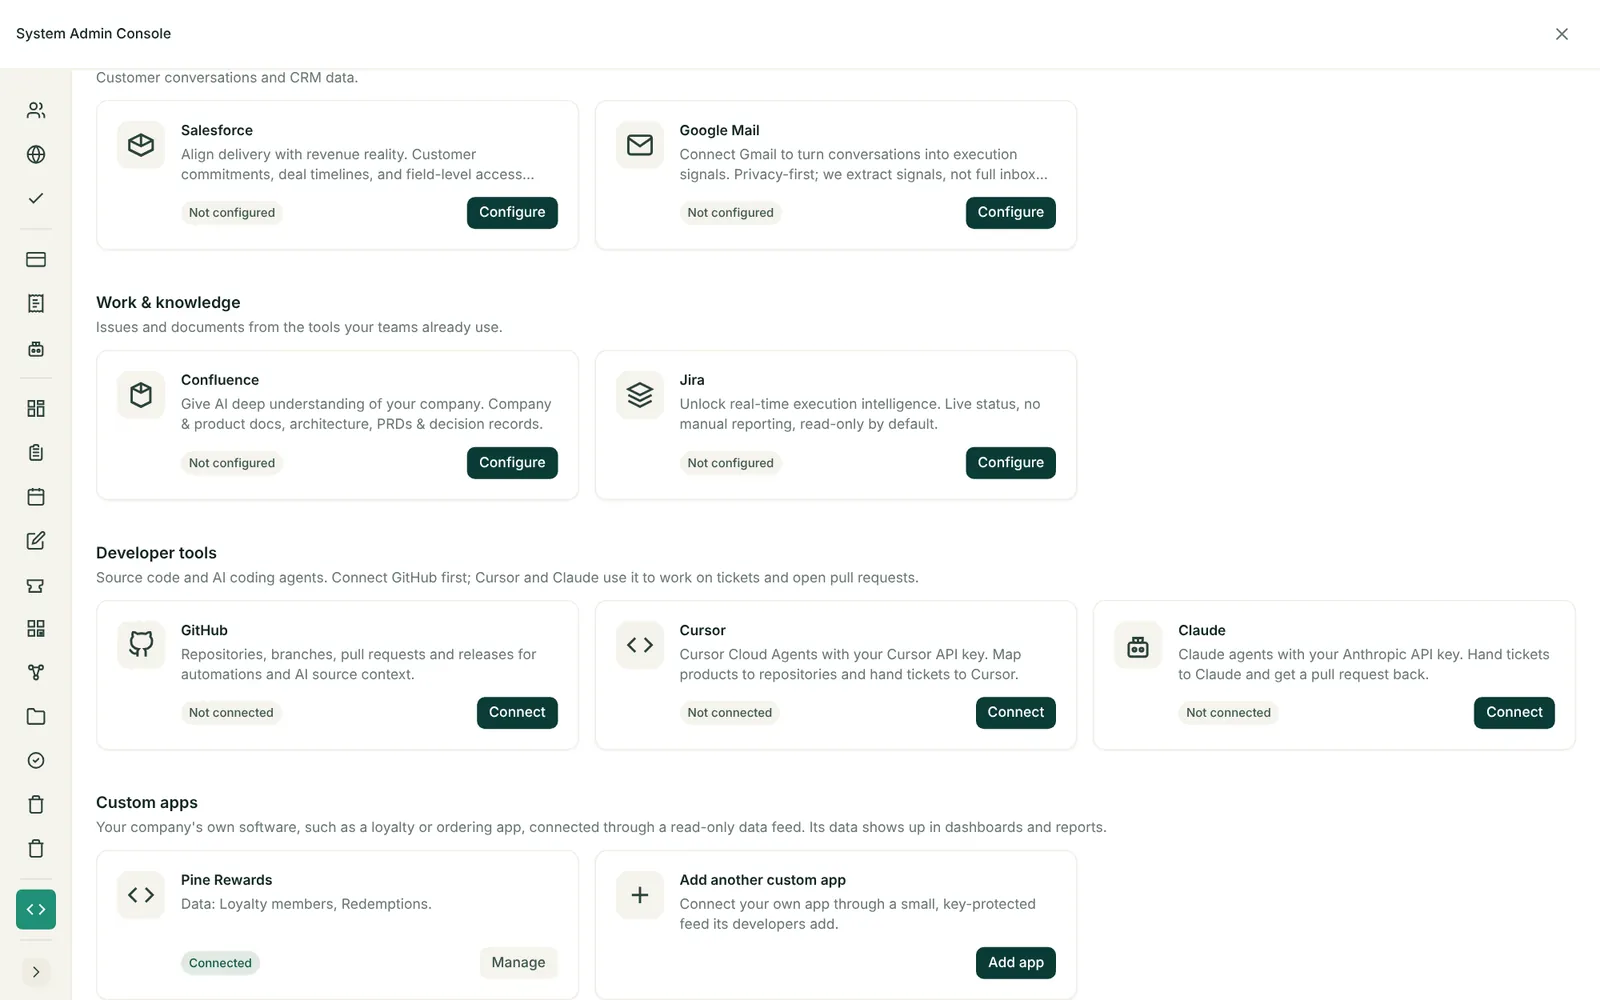 System Admin Console
Customer conversations and CRM data.
Salesforce
Align delivery with revenue reality. Customer
commitments, deal timelines, and field-level access...
Not configured
Configure
Google Mail
Connect Gmail to turn conversations into execution
signals. Privacy-first; we extract signals, not full inbox...
Not configured
Configure
Work & knowledge
Issues and documents from the tools your teams already use.
Confluence
Give AI deep understanding of your company. Company
& product docs, architecture, PRDs & decision records.
Not configured
Configure
Jira
Unlock real-time execution intelligence. Live status, no
manual reporting, read-only by default.
Not configured
Configure
Developer tools
Source code and AI coding agents. Connect GitHub first; Cursor and Claude use it to work on tickets and open pull requests.
GitHub
Repositories, branches, pull requests and releases for
automations and AI source context.
Not connected
Connect
Cursor
Cursor Cloud Agents with your Cursor API key. Map
products to repositories and hand tickets to Cursor.
Not connected
Connect
Claude
Claude agents with your Anthropic API key. Hand tickets
to Claude and get a pull request back.
Not connected
Connect
Custom apps
Your company's own software, such as a loyalty or ordering app, connected through a read-only data feed. Its data shows up in dashboards and reports.
Pine Rewards
Data: Loyalty members, Redemptions.
Connected
Manage
Add another custom app
Connect your own app through a small, key-protected
feed its developers add.
Add app